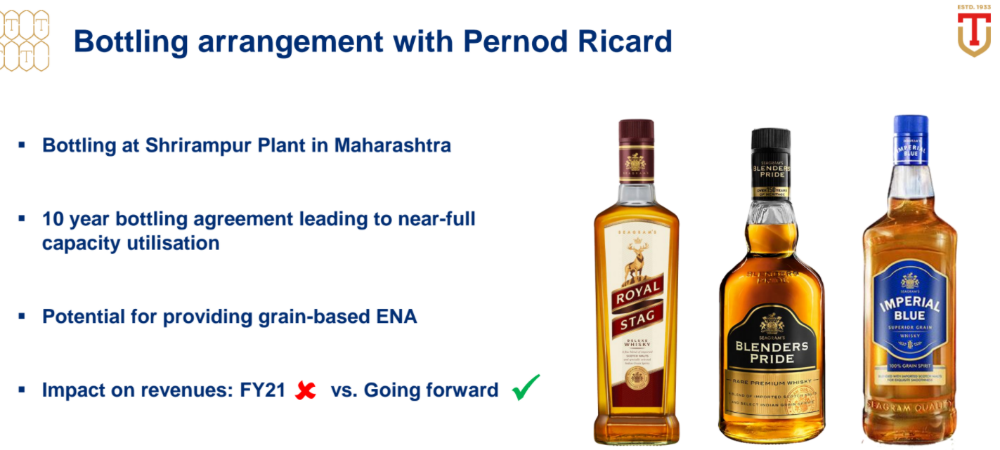 ESTD. 1933
T T
T T
T
Bottling arrangement with Pernod Ricard
▪ Bottling at Shrirampur Plant in Maharashtra
▪ 10 year bottling agreement leading to near-full
capacity utilisation
▪ Potential for providing grain-based ENA
▪ Impact on revenues: FY21 ✘ vs. Going forward ✓
SEAGRAM'S
SEAGRAM'S
ROYAL
STAG
DELUXE
WHISKY
SEAGRAM'S
BLENDERS
PRIDE
OVER 150 YEARS
OF HERITAGE
BLENDERS
PRIDE
SEAGRAM'S
BLENDERS
PRIDE
RARE PREMIUM WHISKY
A BLEND OF IMPORTED SCOTCH MALTS
AND SELECT INDIAN GRAIN SPIRITS
SEAGRAM'S
IMPERIAL
BLUE
SEAGRAM'S
IMPERIAL
BLUE
SUPERIOR GRAIN
WHISKY
100% GRAIN SPIRIT
BLENDED WITH IMPORTED SCOTCH MALTS
FOR EXQUISITE SMOOTHNESS
SEAGRAM QUALITY